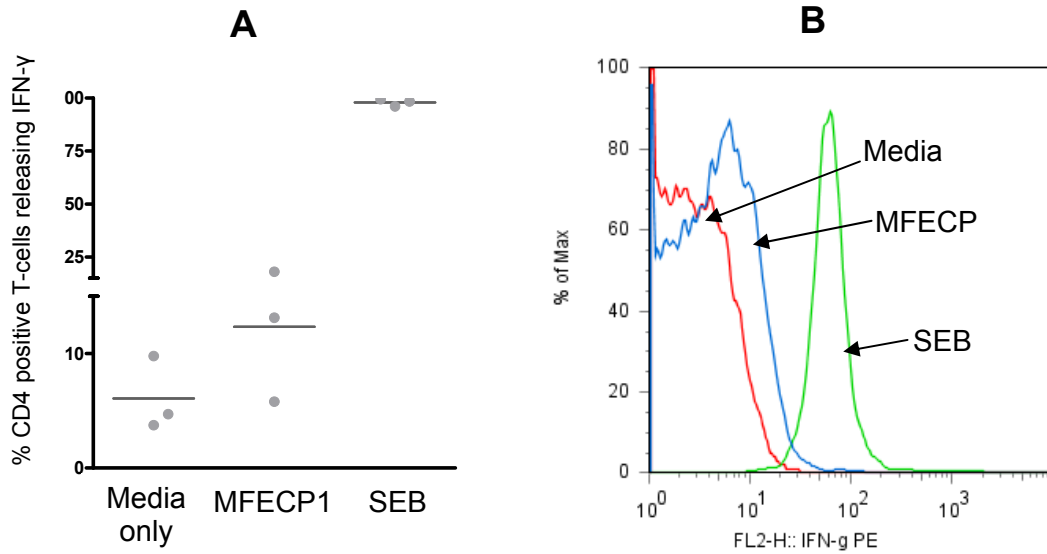 A
% CD4 positive T-cells releasing IFN-γ
00
75
50
25
10
0
Media only
MFECP1
SEB
B
% of Max
100
80
60
40
20
0
Media
MFECP
SEB
10^0
10^1
10^2
10^3
FL2-H:: IFN-g PE